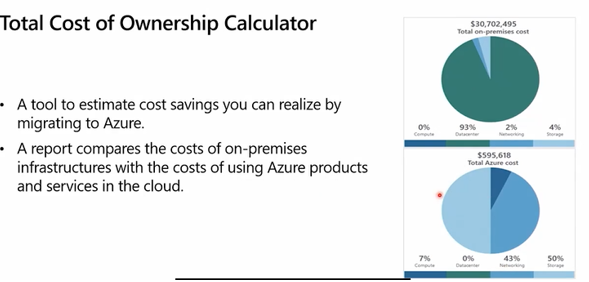 Total Cost of Ownership Calculator
• A tool to estimate cost savings you can realize by
migrating to Azure.
• A report compares the costs of on-premises
infrastructures with the costs of using Azure products
and services in the cloud.
$30,702,495
Total on-premises cost
0% 93% 2% 4%
Compute Datacenter Networking Storage
$595,618
Total Azure cost
7% 0% 43% 50%
Compute Datacenter Networking Storage